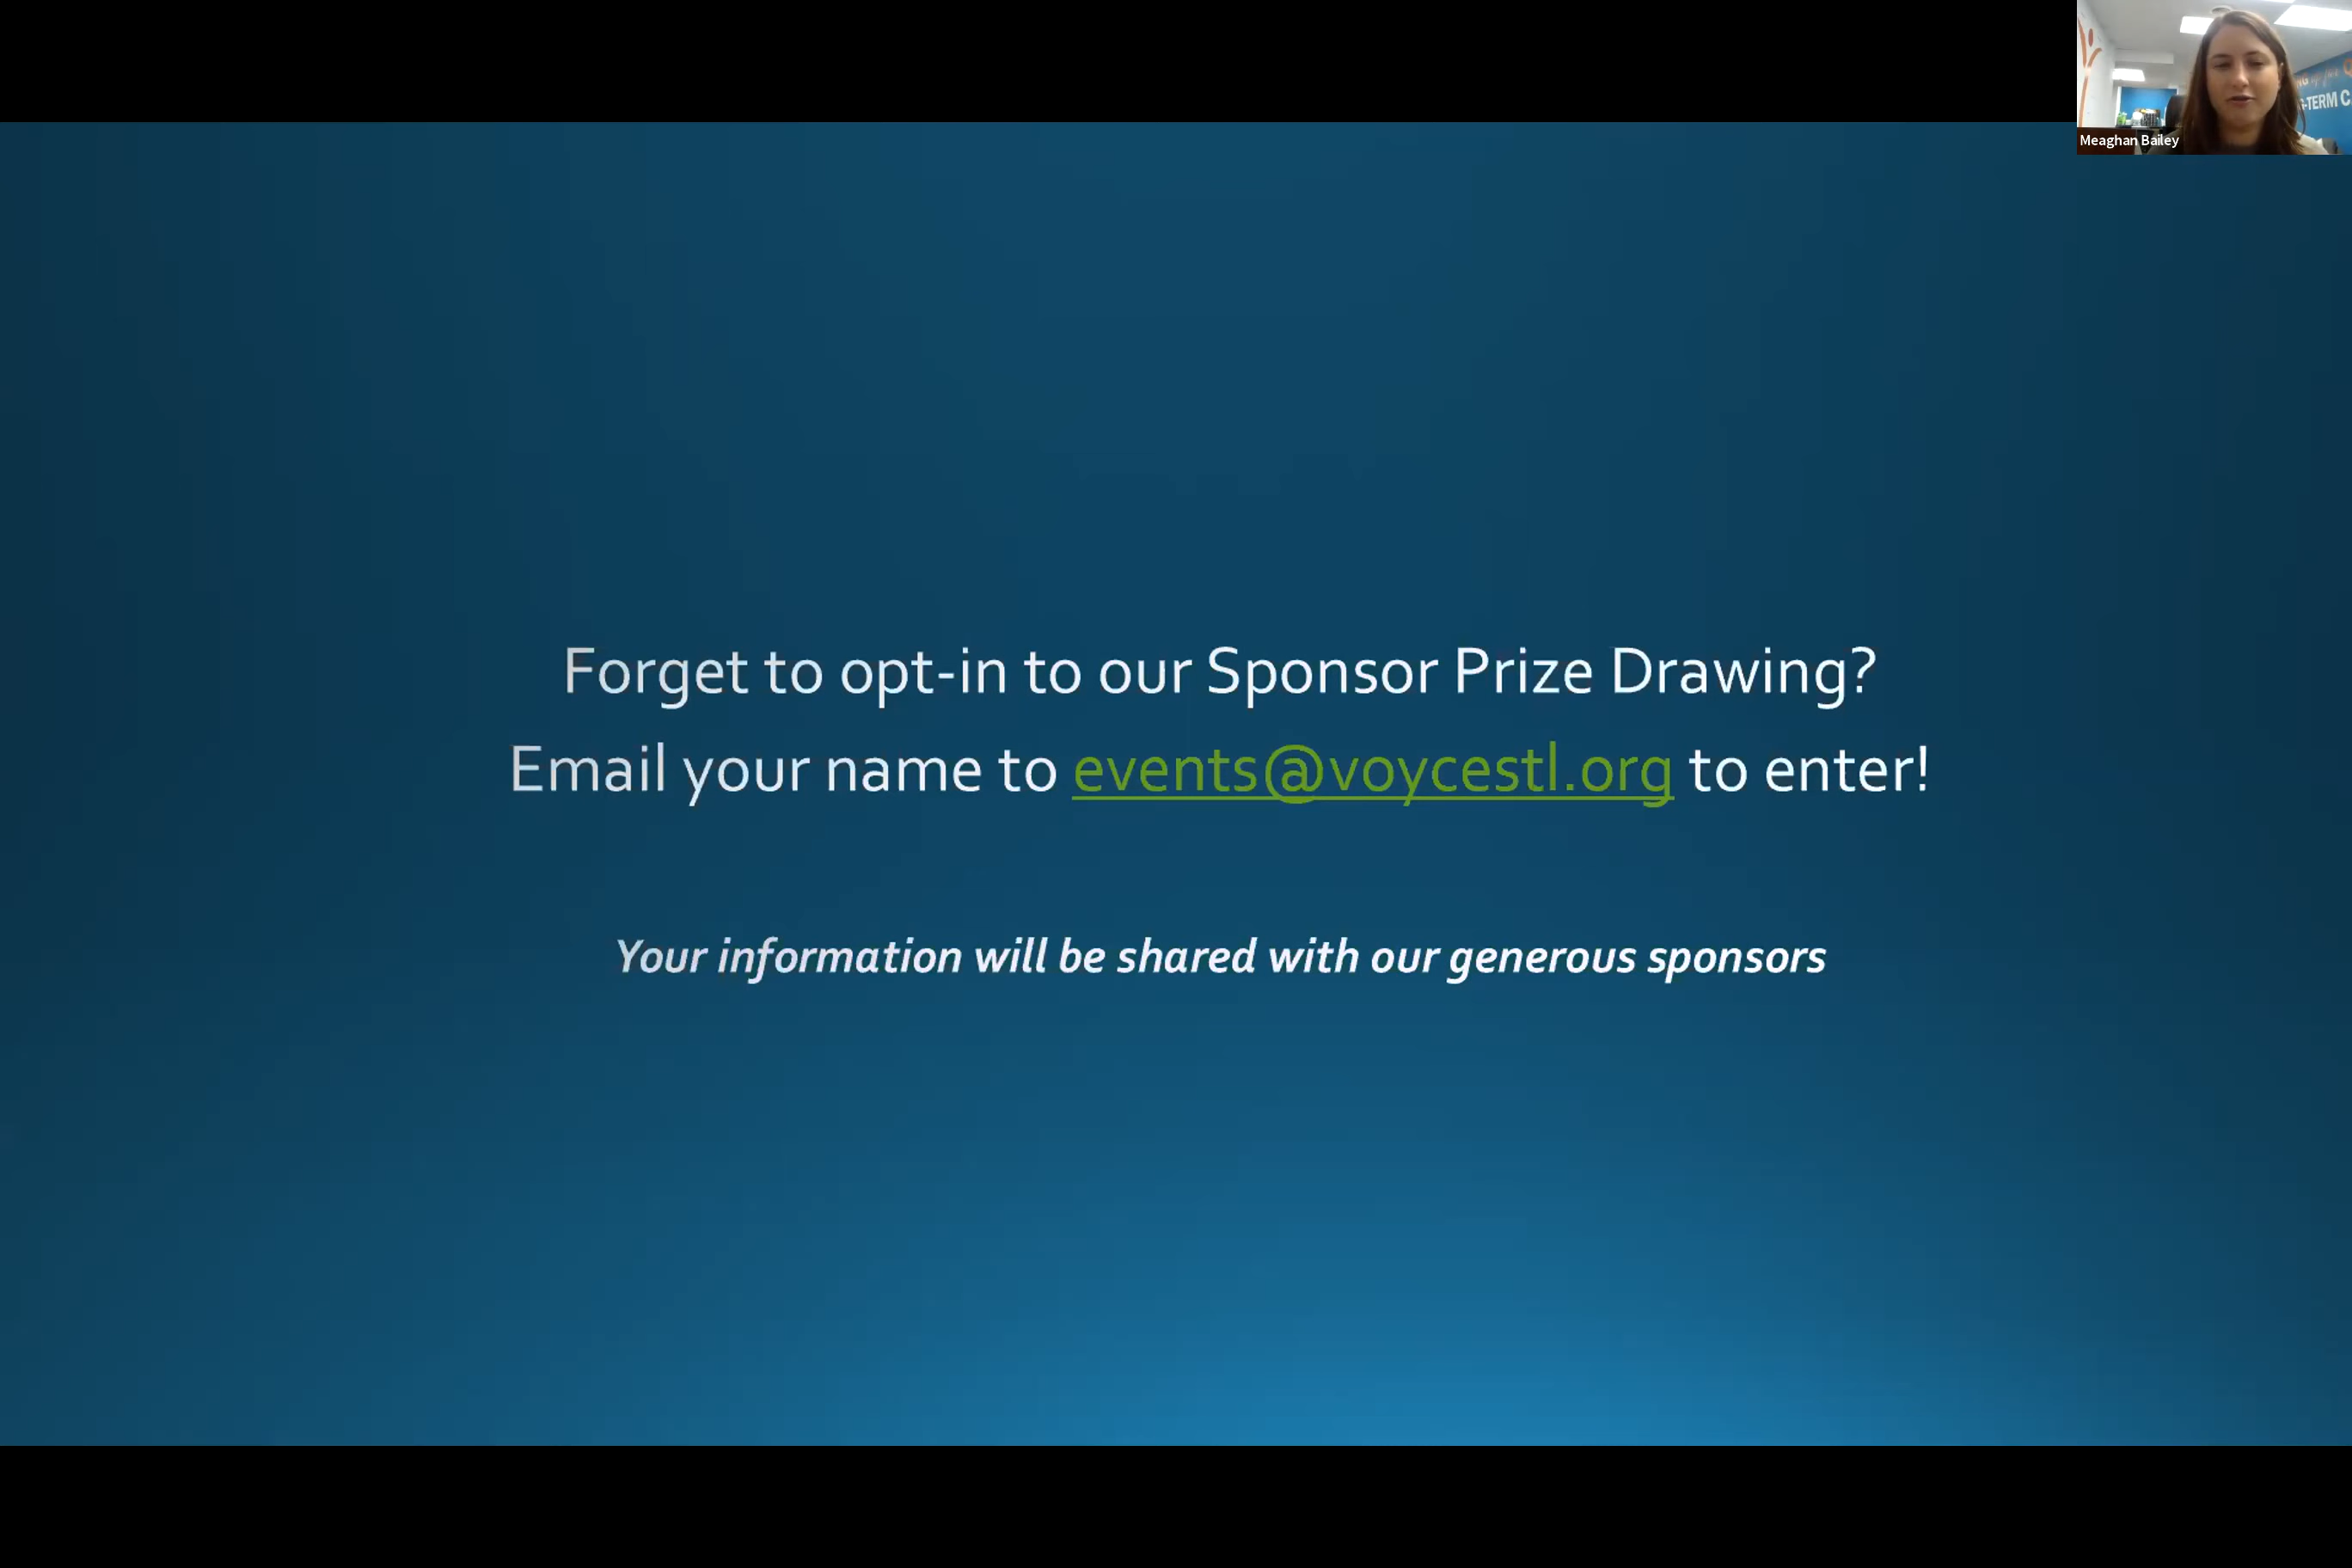 Meaghan Bailey
Forget to opt-in to our Sponsor Prize Drawing?
Email your name to events@voycestl.org to enter!
Your information will be shared with our generous sponsors